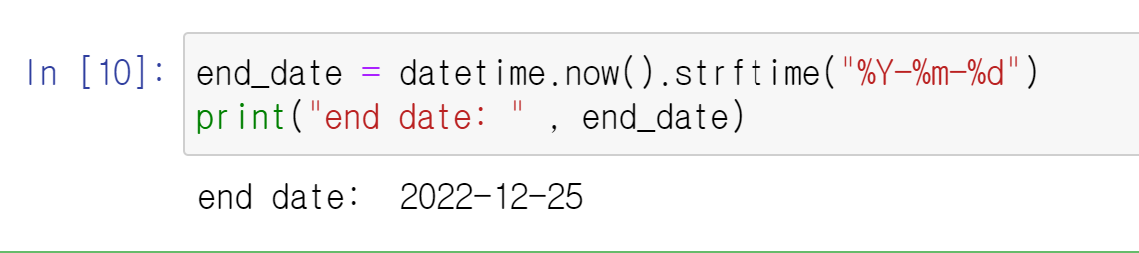 In [10]: end_date = datetime.now().strftime("%Y-%m-%d")
print("end date: " , end_date)
end date:  2022-12-25